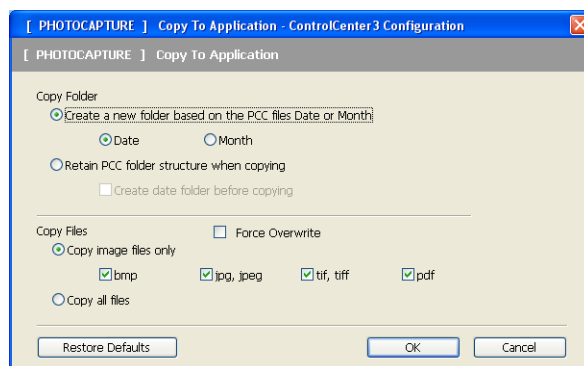 [ PHOTOCAPTURE ] Copy To Application - ControlCenter3 Configuration
[ PHOTOCAPTURE ] Copy To Application
Copy Folder
Create a new folder based on the PCC files Date or Month
Date Month
Retain PCC folder structure when copying
Create date folder before copying
Copy Files Force Overwrite
Copy image files only
bmp jpg, jpeg tif, tiff pdf
Copy all files
Restore Defaults OK Cancel